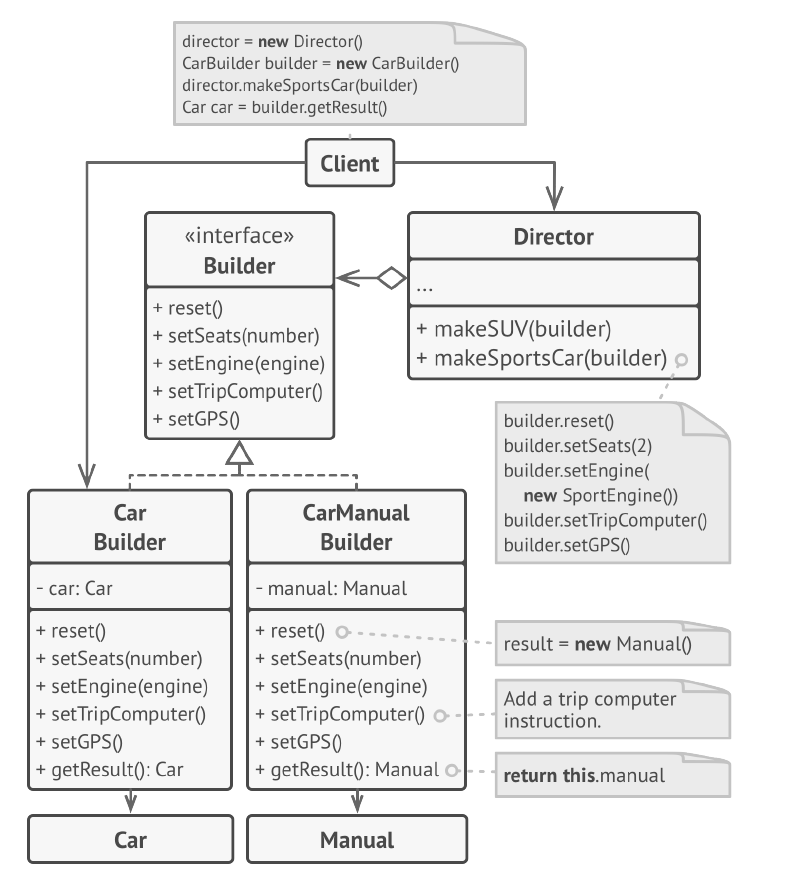 director = new Director()
CarBuilder builder = new CarBuilder()
director.makeSportsCar(builder)
Car car = builder.getResult()
Client
«interface»
Builder
+ reset()
+ setSeats(number)
+ setEngine(engine)
+ setTripComputer()
+ setGPS()
Director
...
+ makeSUV(builder)
+ makeSportsCar(builder)
builder.reset()
builder.setSeats(2)
builder.setEngine(
new SportEngine())
builder.setTripComputer()
builder.setGPS()
Car
Builder
- car: Car
+ reset()
+ setSeats(number)
+ setEngine(engine)
+ setTripComputer()
+ setGPS()
+ getResult(): Car
CarManual
Builder
- manual: Manual
+ reset()
+ setSeats(number)
+ setEngine(engine)
+ setTripComputer()
+ setGPS()
+ getResult(): Manual
result = new Manual()
Add a trip computer
instruction.
return this.manual
Car
Manual